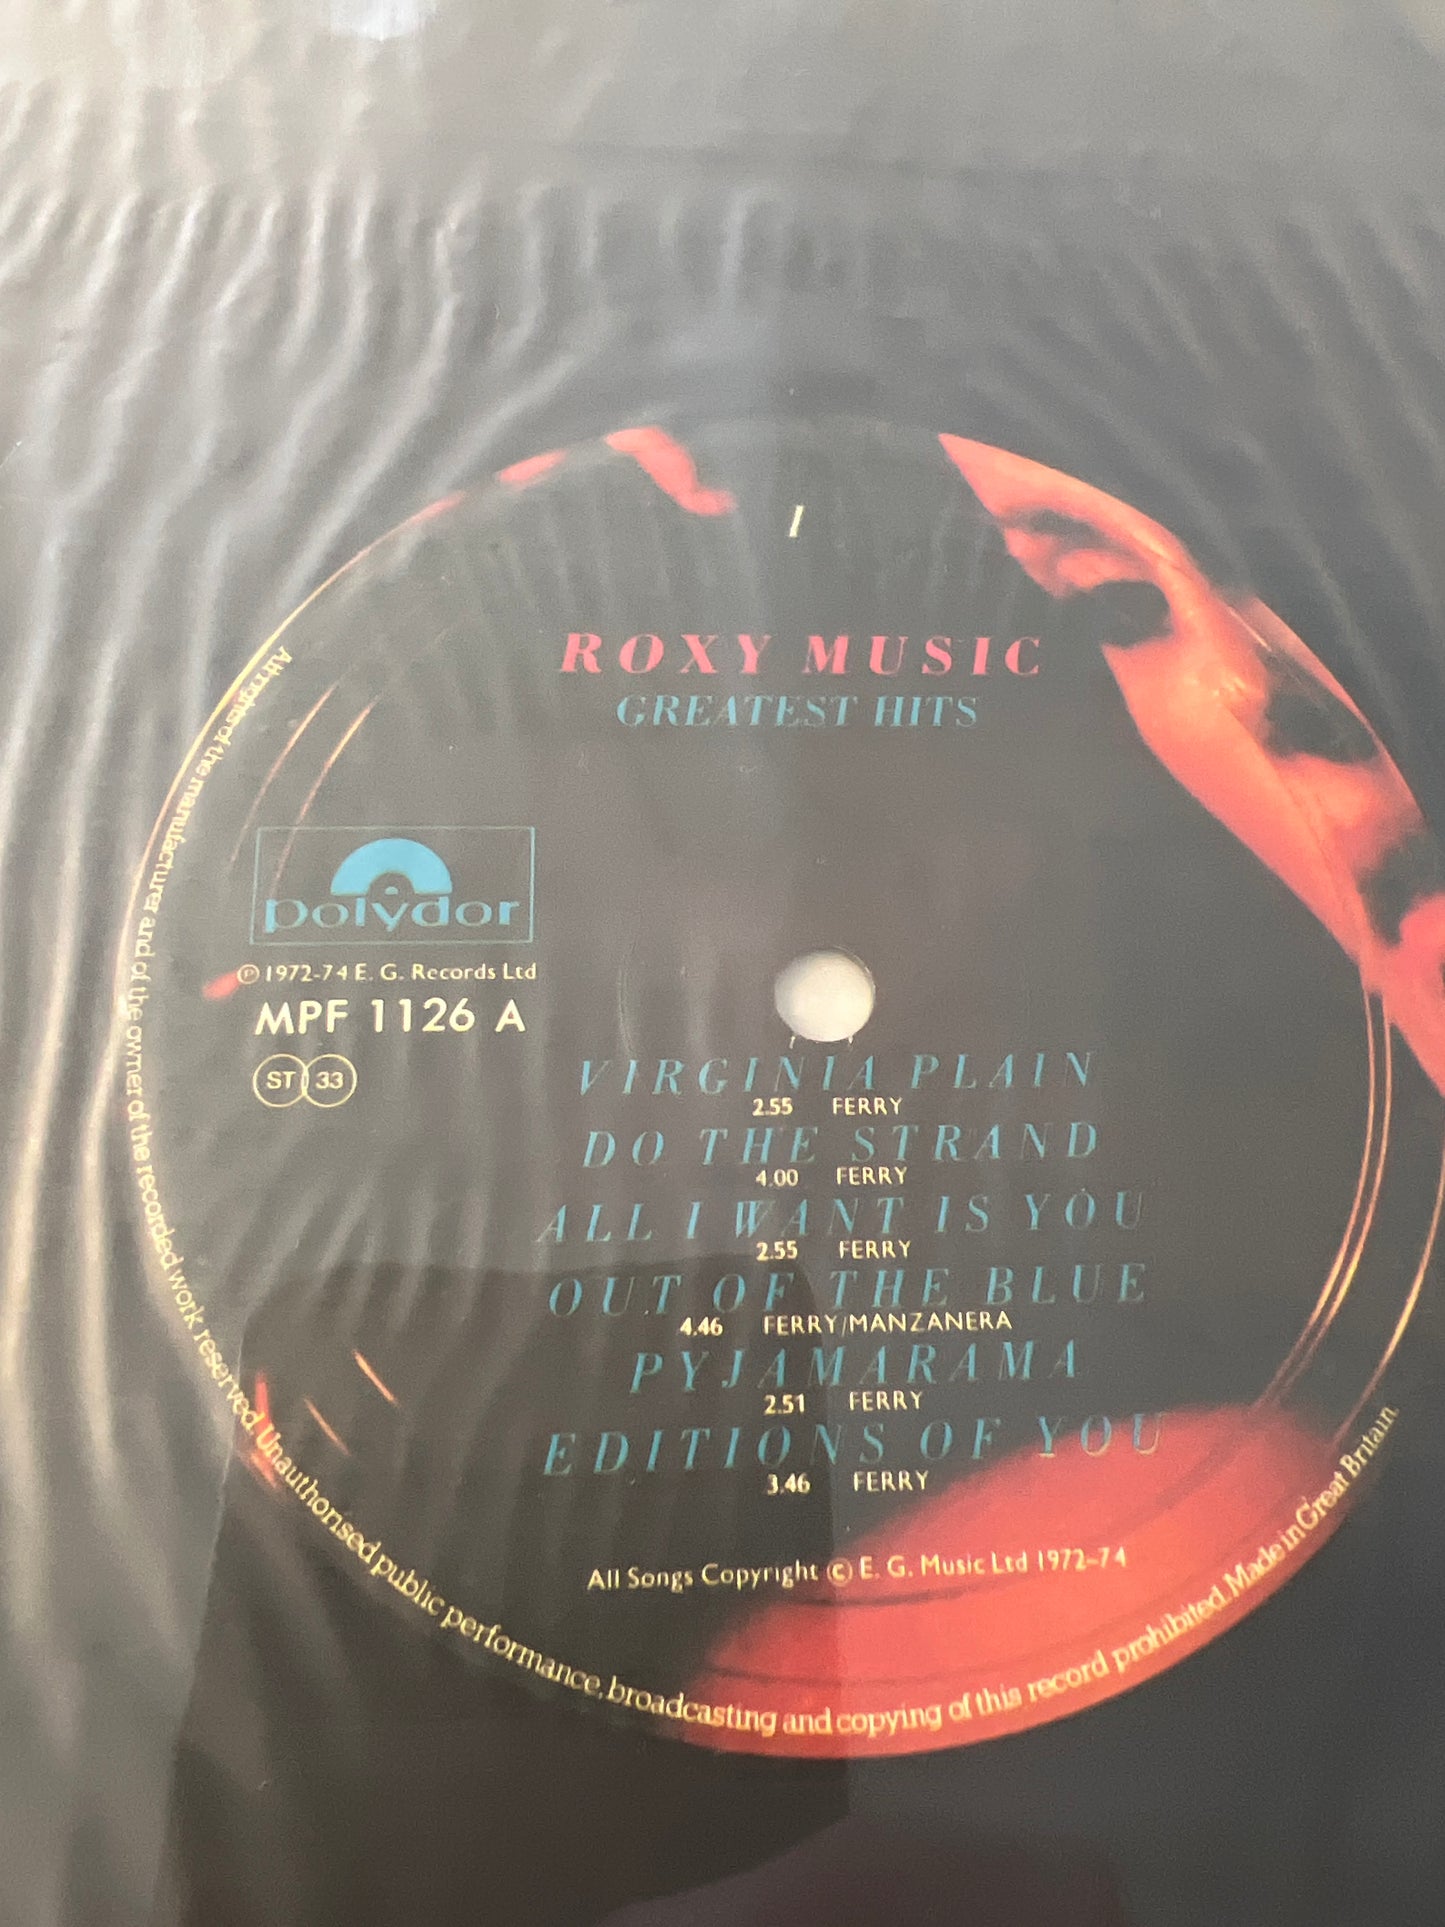 I
ROXY MUSIC
GREATEST HITS
polydor
℗ 1972-74 E. G. Records Ltd
MPF 1126 A
ST 33
VIRGINIA PLAIN
2.55 FERRY
DO THE STRAND
4.00 FERRY
ALL I WANT IS YOU
2.55 FERRY
OUT OF THE BLUE
4.46 FERRY/MANZANERA
PYJAMARAMA
2.51 FERRY
EDITIONS OF YOU
3.46 FERRY
All Songs Copyright © E. G. Music Ltd 1972-74
All rights of the manufacturer and of the owner of the recorded work reserved. Unauthorised public performance, broadcasting and copying of this record prohibited. Made in Great Britain.